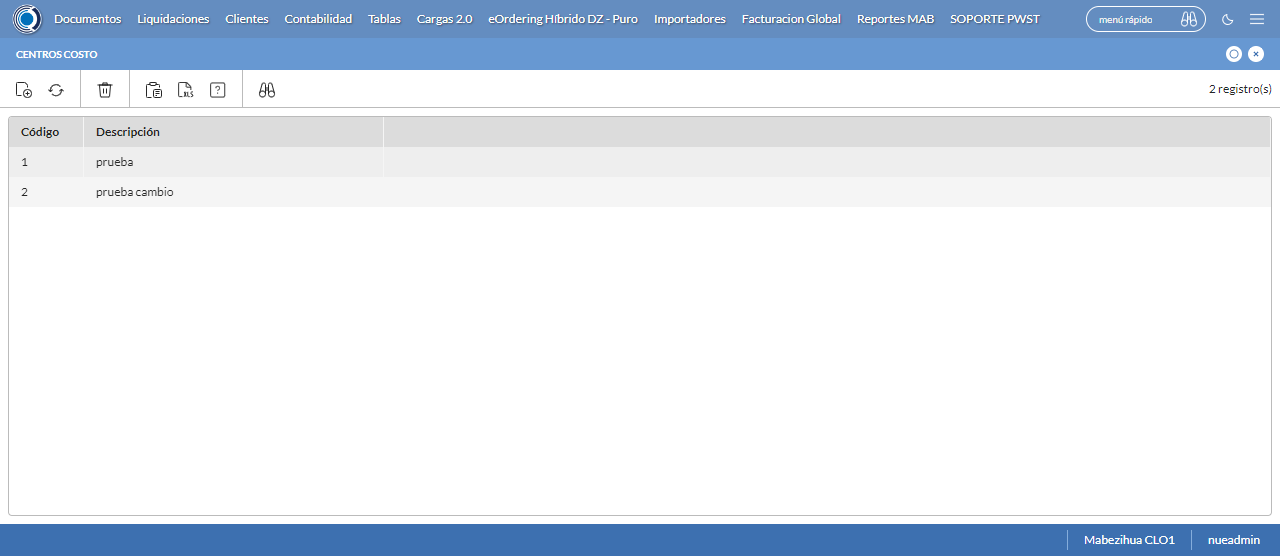 Documentos Liquidaciones Clientes Contabilidad Tablas Cargas 2.0 eOrdering Híbrido DZ - Puro Importadores Facturacion Global Reportes MAB SOPORTE PWST menú rápido
CENTROS COSTO
XLS ? 2 registro(s)
Código Descripción
1 prueba
2 prueba cambio
Mabezihua CLO1 nueadmin